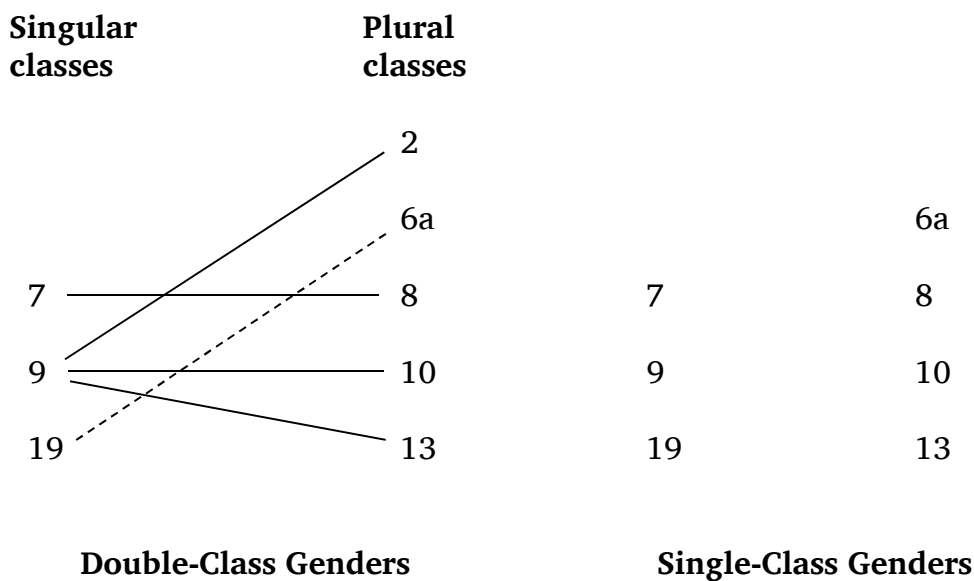 Singular Plural
classes classes
2
6a 6a
7 8 7 8
9 10 9 10
19 13 19 13
Double-Class Genders Single-Class Genders